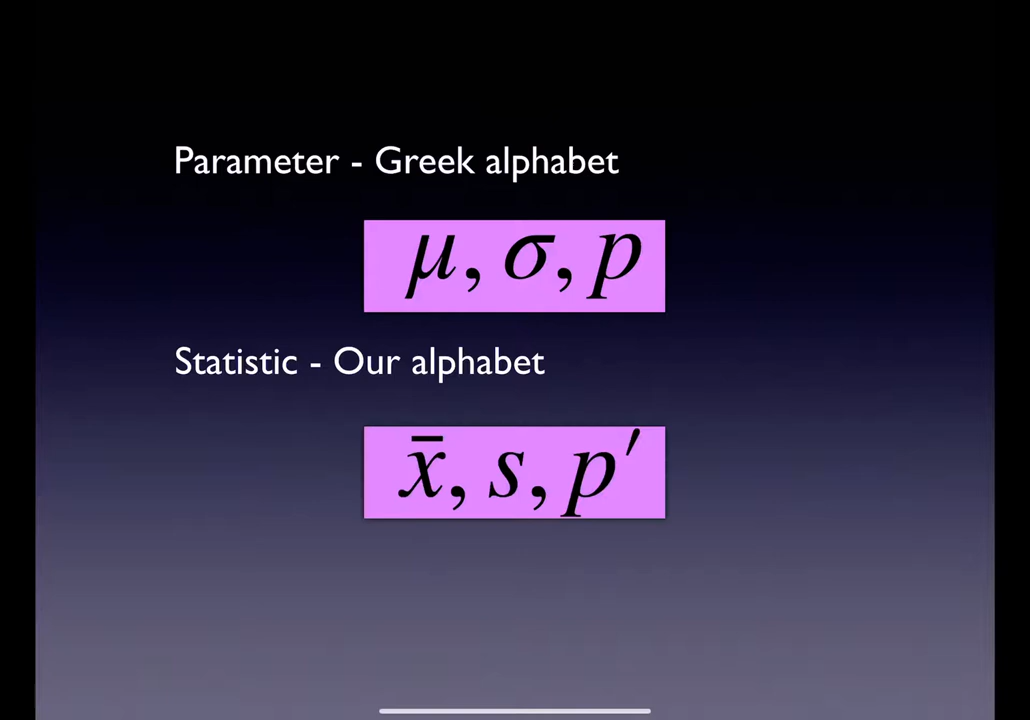 Parameter - Greek alphabet
μ, σ, p
Statistic - Our alphabet
x̄, s, p′